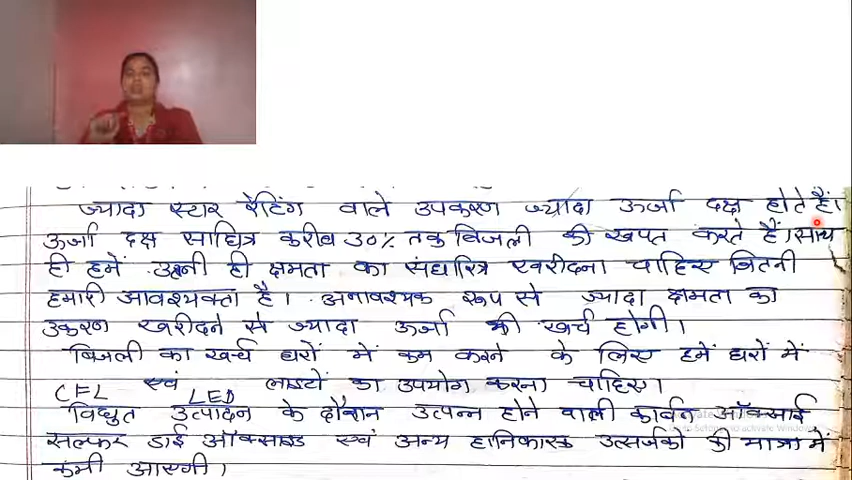 ज्यादा स्टार रेटिंग वाले उपकरण ज्यादा ऊर्जा दक्ष होते हैं।
ऊर्जा दक्ष साधित्र करीब 30% तक बिजली की खपत करते हैं। साथ
ही हमें उतनी ही क्षमता का संधारित्र खरीदना चाहिए जितनी
हमारी आवश्यकता है। अनावश्यक रूप से ज्यादा क्षमता का
उकरण खरीदने से ज्यादा ऊर्जा की खर्च होगी।
बिजली का खर्च घरों में कम करने के लिए हमें घरों में
CFL एवं LED लाइटों का उपयोग करना चाहिए।
विद्युत उत्पादन के दौरान उत्पन्न होने वाली कार्बन ऑक्साई
सल्फर डाई ऑक्साइड एवं अन्य हानिकारक उत्सर्जको की मात्रा में
कमी आएगी।